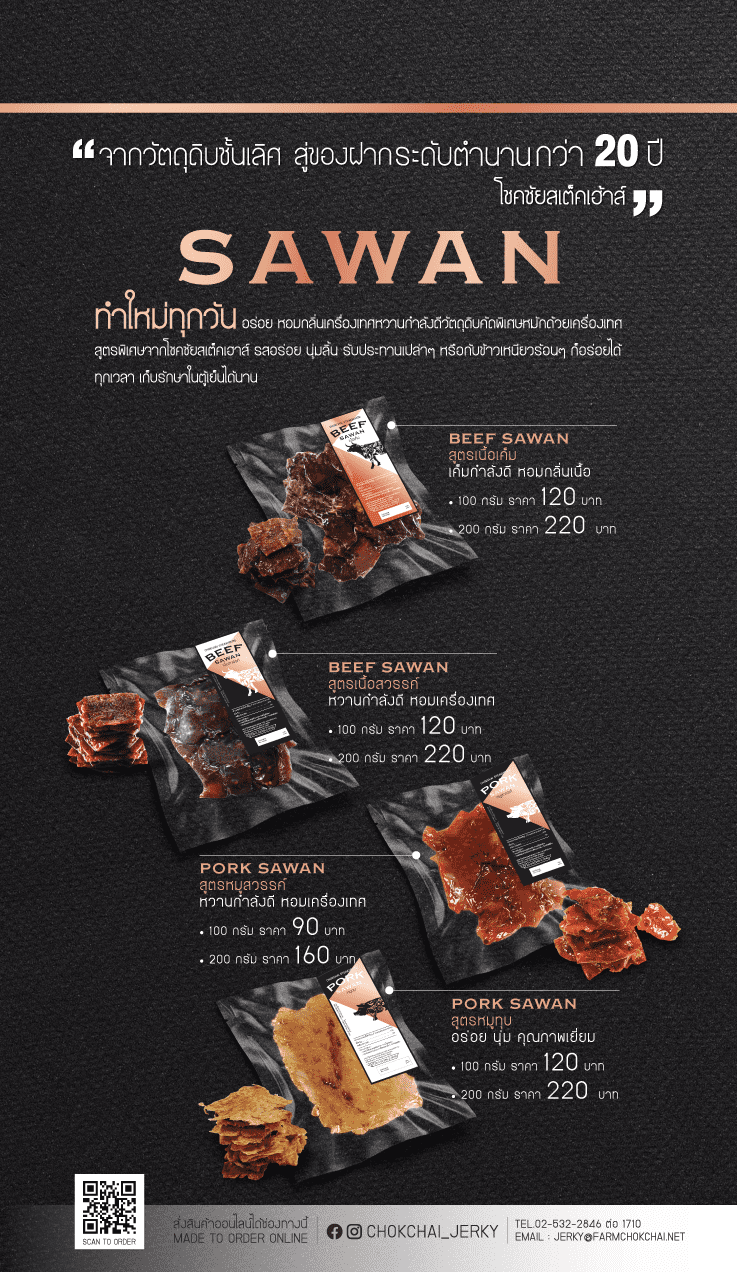 “ จากวัตถุดิบชั้นเลิศ สู่ของฝากระดับตำนานกว่า 20 ปี
โชคชัยสเต็คเฮ้าส์ ”
SAWAN
ทำใหม่ทุกวัน อร่อย หอมกลิ่นเครื่องเทศหวานกำลังดีวัตถุดิบคัดพิเศษหมักด้วยเครื่องเทศ
สูตรพิเศษจากโชคชัยสเต็คเฮาส์ รสอร่อย นุ่มลิ้น รับประทานเปล่าๆ หรือกับข้าวเหนียวร้อนๆ ก็อร่อยได้
ทุกเวลา เก็บรักษาในตู้เย็นได้นาน
BEEF
SAWAN
BEEF SAWAN
สูตรเนื้อเค็ม
เค็มกำลังดี หอมกลิ่นเนื้อ
• 100 กรัม ราคา 120 บาท
• 200 กรัม ราคา 220 บาท
BEEF
SAWAN
BEEF SAWAN
สูตรเนื้อสวรรค์
หวานกำลังดี หอมเครื่องเทศ
• 100 กรัม ราคา 120 บาท
• 200 กรัม ราคา 220 บาท
PORK
PORK SAWAN
สูตรหมูสวรรค์
หวานกำลังดี หอมเครื่องเทศ
• 100 กรัม ราคา 90 บาท
• 200 กรัม ราคา 160 บาท
PORK
PORK SAWAN
สูตรหมูทุบ
อร่อย นุ่ม คุณภาพเยี่ยม
• 100 กรัม ราคา 120 บาท
• 200 กรัม ราคา 220 บาท
SCAN TO ORDER
สั่งสินค้าออนไลน์ได้ช่องทางนี้
MADE TO ORDER ONLINE
CHOKCHAI_JERKY
TEL.02-532-2846 ต่อ 1710
EMAIL : JERKY@FARMCHOKCHAI.NET